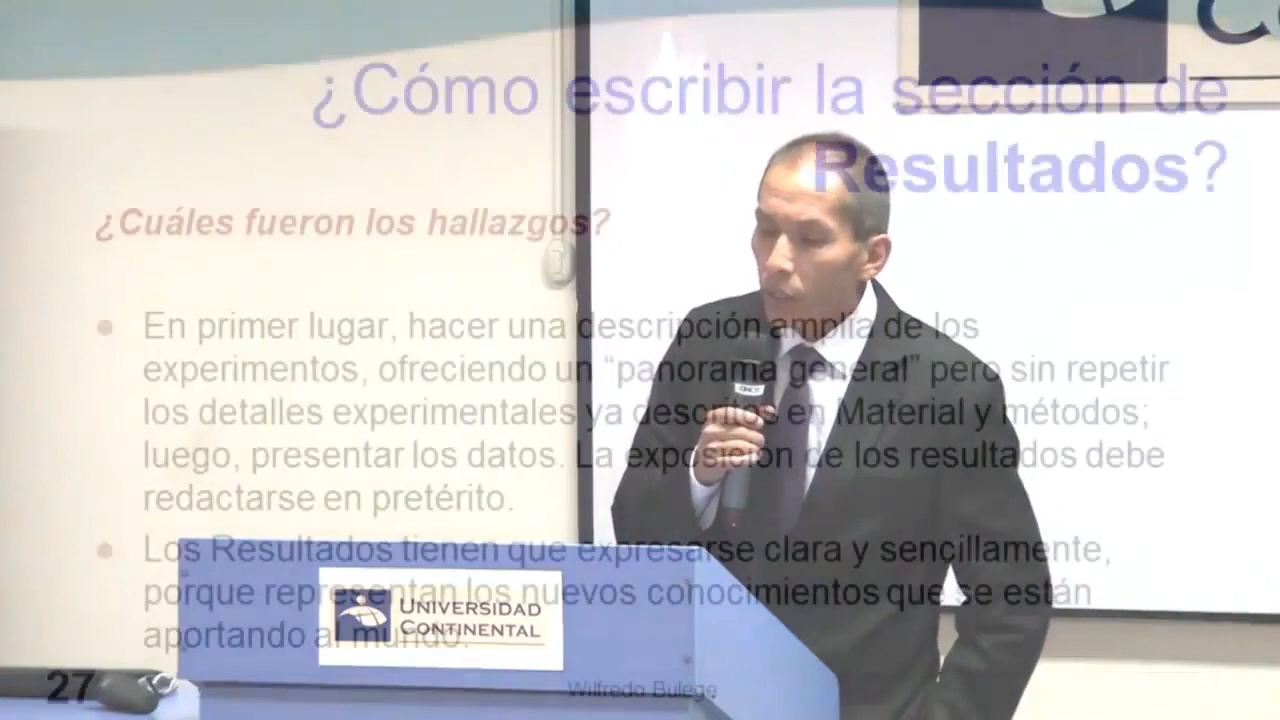 ¿Cómo escribir la sección de
Resultados?
¿Cuáles fueron los hallazgos?
En primer lugar, hacer una descripción amplia de los
experimentos, ofreciendo un “panorama general” pero sin repetir
los detalles experimentales ya descritos en Material y métodos;
luego, presentar los datos. La exposición de los resultados debe
redactarse en pretérito.
Los Resultados tienen que expresarse clara y sencillamente,
porque representan los nuevos conocimientos que se están
aportando al mundo.
UNIVERSIDAD
CONTINENTAL
27
Wilfredo Bulege